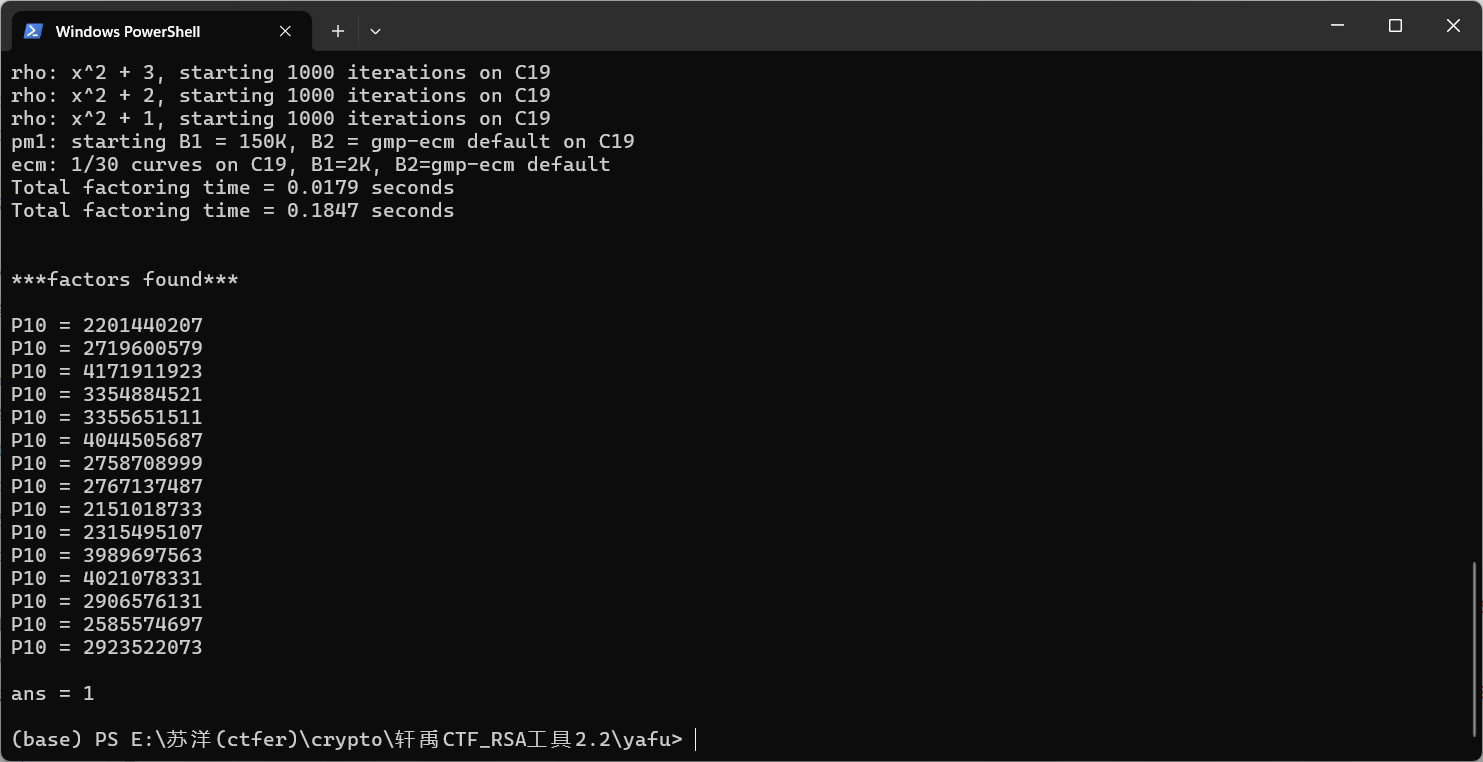 Windows PowerShell
rho: x^2 + 3, starting 1000 iterations on C19
rho: x^2 + 2, starting 1000 iterations on C19
rho: x^2 + 1, starting 1000 iterations on C19
pm1: starting B1 = 150K, B2 = gmp-ecm default on C19
ecm: 1/30 curves on C19, B1=2K, B2=gmp-ecm default
Total factoring time = 0.0179 seconds
Total factoring time = 0.1847 seconds
***factors found***
P10 = 2201440207
P10 = 2719600579
P10 = 4171911923
P10 = 3354884521
P10 = 3355651511
P10 = 4044505687
P10 = 2758708999
P10 = 2767137487
P10 = 2151018733
P10 = 2315495107
P10 = 3989697563
P10 = 4021078331
P10 = 2906576131
P10 = 2585574697
P10 = 2923522073
ans = 1
(base) PS E:\苏洋(ctfer)\crypto\轩禹CTF_RSA工具2.2\yafu>